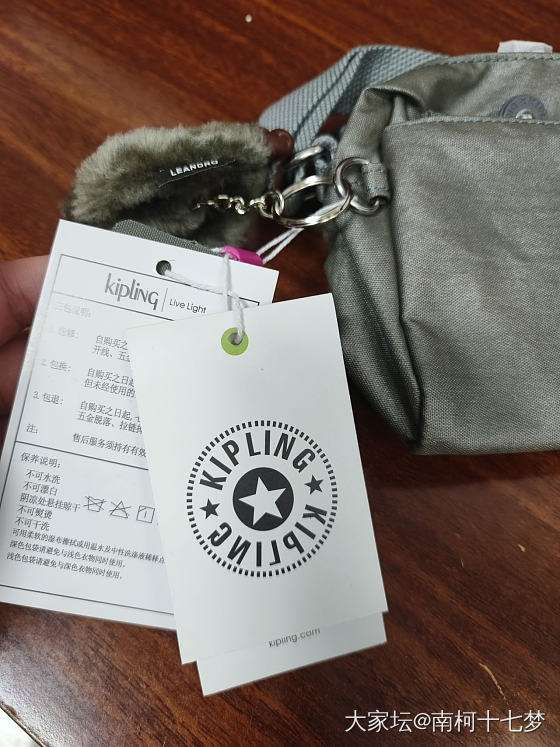 LEANDRO
kipling Live Light
三包说明:
1. 包修: 自购买之
开线、五金
2. 包换: 自购买之日起
但未经使用的
3. 包退: 自购买之日起,七
五金脱落、拉链
注: 售后服务须持有有效
保养说明:
不可水洗
不可漂白
阴凉处悬挂晾干
不可熨烫
不可干洗
可用柔软的湿布擦拭或用温水及中性洗涤液稀释点
深色包袋请避免与浅色衣物同时使用。
浅色包袋请避免与深色衣物同时使用。
KIPLING
KIPLING
kipling.com
大家坛@南柯十七梦